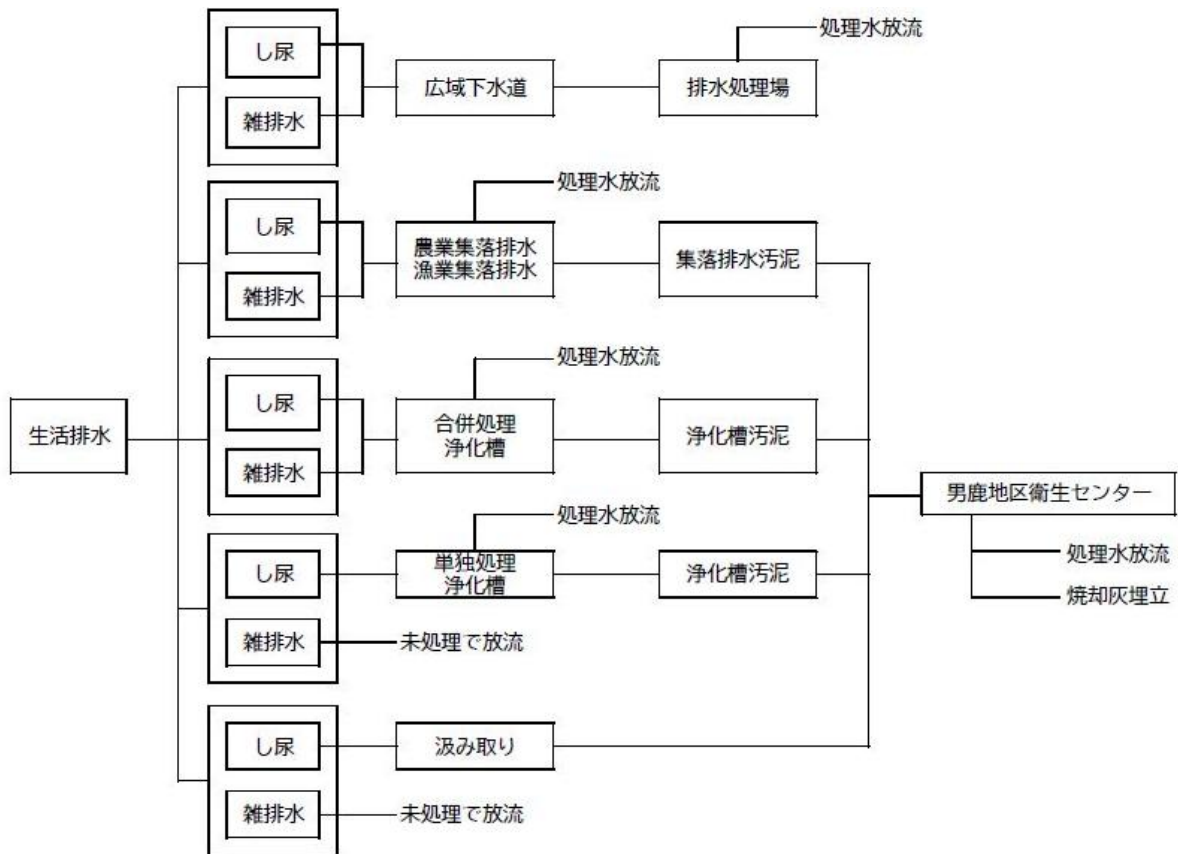 処理水放流
し尿
広域下水道
排水処理場
雑排水
処理水放流
し尿
農業集落排水
漁業集落排水
集落排水汚泥
雑排水
処理水放流
し尿
生活排水
合併処理
浄化槽
浄化槽汚泥
雑排水
男鹿地区衛生センター
処理水放流
処理水放流
し尿
単独処理
浄化槽
浄化槽汚泥
焼却灰埋立
雑排水
未処理で放流
し尿
汲み取り
雑排水
未処理で放流